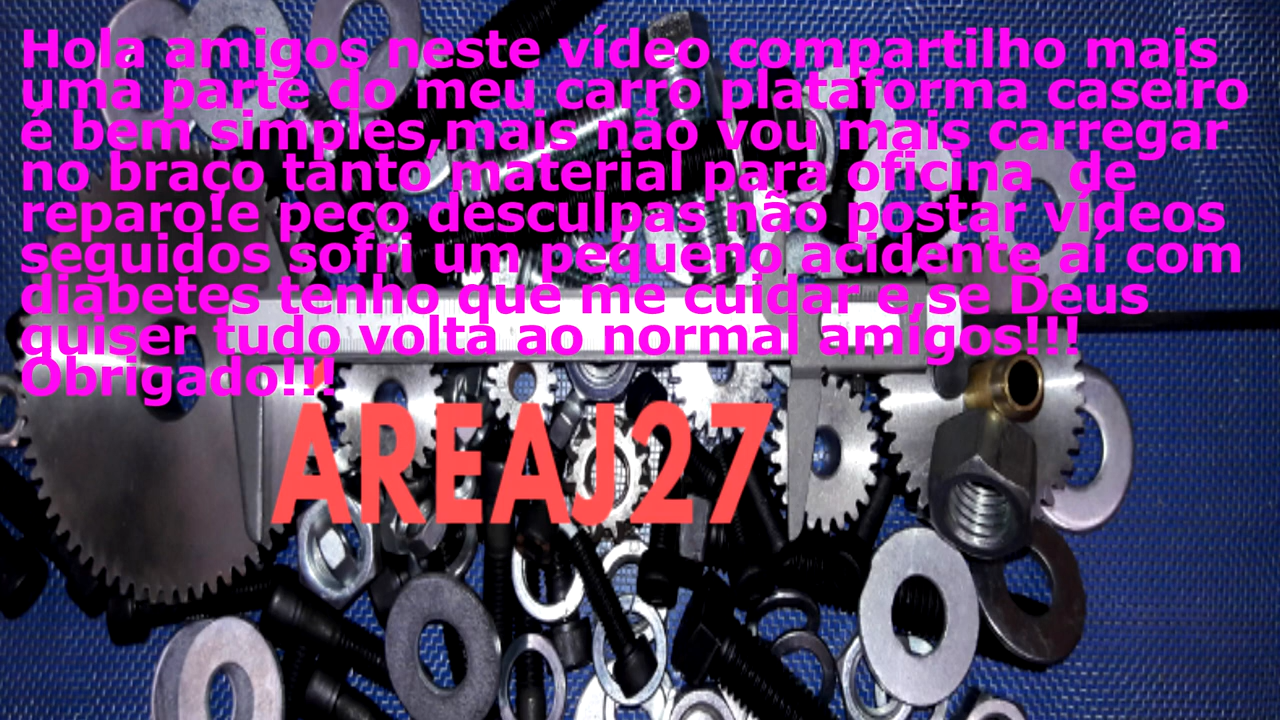 Hola amigos neste vídeo compartilho mais
uma parte do meu carro plataforma caseiro
é bem simples,mais não vou mais carregar
no braço tanto material para oficina  de
reparo!e peço desculpas não postar vídeos
seguidos sofri um pequeno acidente aí com
diabetes tenho que me cuidar e,se Deus
quiser tudo volta ao normal amigos!!!
Obrigado!!!
AREAJ27